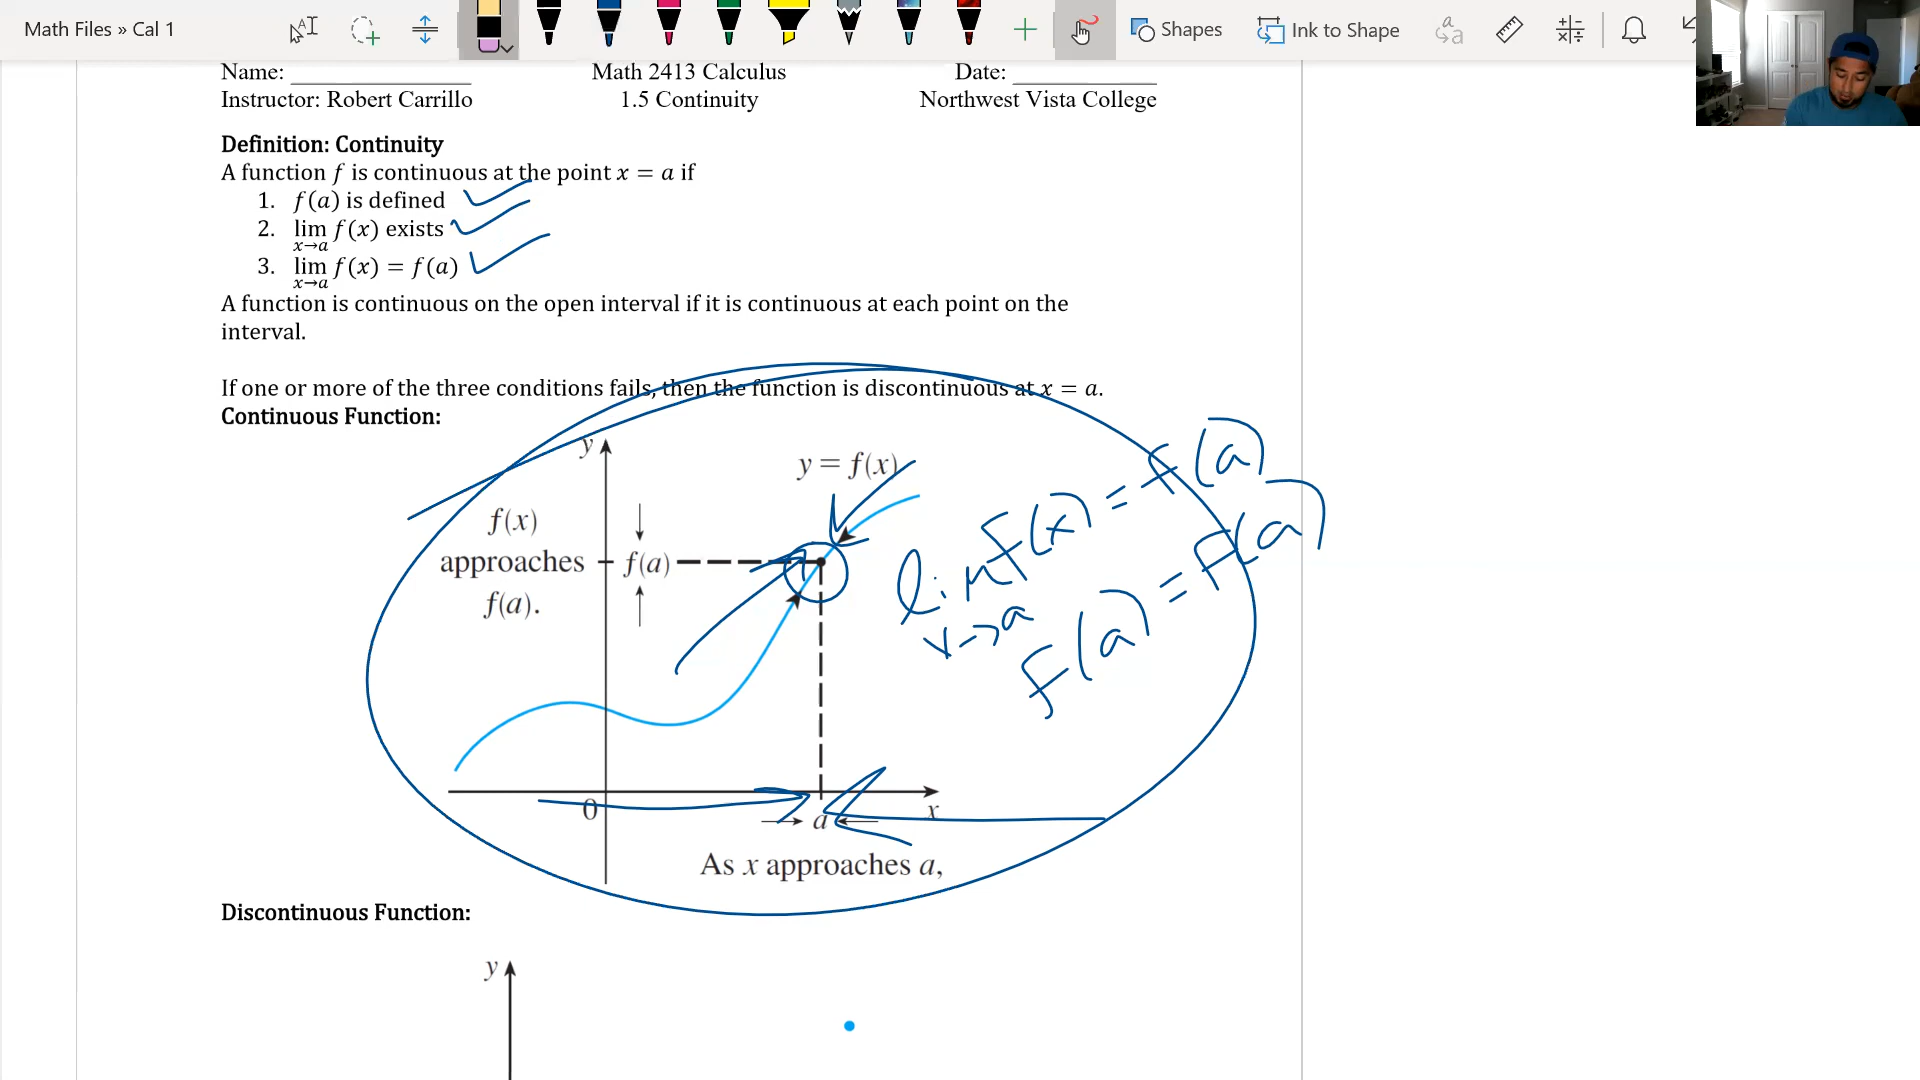 Math Files » Cal 1
Shapes
Ink to Shape
Name: _______________ Math 2413 Calculus Date: ____________
Instructor: Robert Carrillo 1.5 Continuity Northwest Vista College
Definition: Continuity
A function f is continuous at the point x = a if
1. f(a) is defined
2. lim f(x) exists
x→a
3. lim f(x) = f(a)
x→a
A function is continuous on the open interval if it is continuous at each point on the
interval.
If one or more of the three conditions fails, then the function is discontinuous at x = a.
Continuous Function:
y
y = f(x)
f(x)
approaches
f(a).
f(a)
lim f(x) = f(a)
x→a
f(a) = f(a)
0
a
x
As x approaches a,
Discontinuous Function:
y